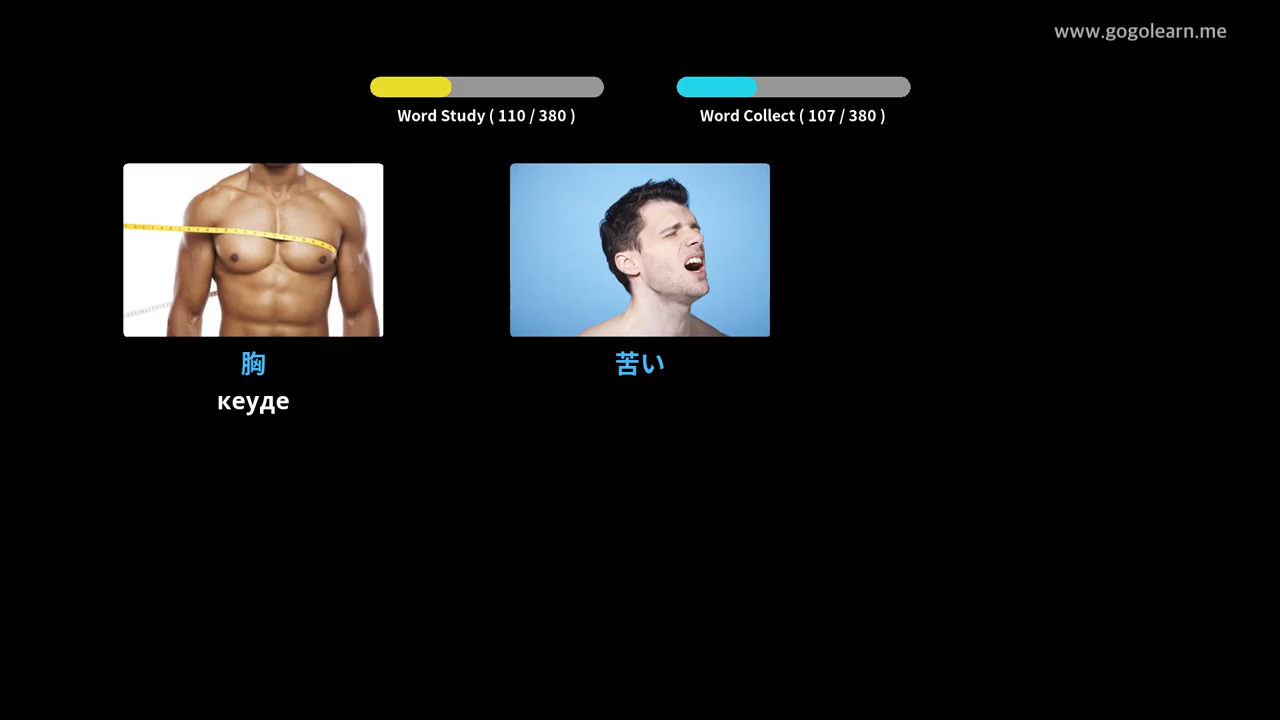 www.gogolearn.me
Word Study ( 110 / 380 )
Word Collect ( 107 / 380 )
胸
кеуде
苦い